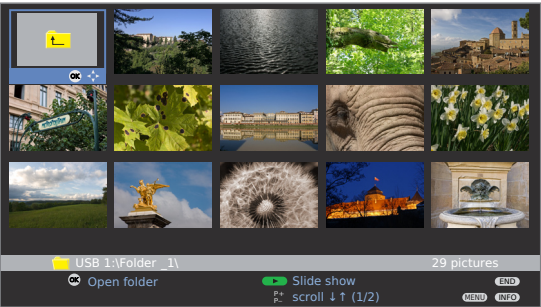 OK
USB 1:\Folder _1\ 29 pictures
OK Open folder Slide show END
P+ P- scroll ↓↑ (1/2) MENU INFO